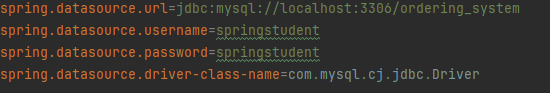 spring.datasource.url=jdbc:mysql://localhost:3306/ordering_system
spring.datasource.username=springstudent
spring.datasource.password=springstudent
spring.datasource.driver-class-name=com.mysql.cj.jdbc.Driver